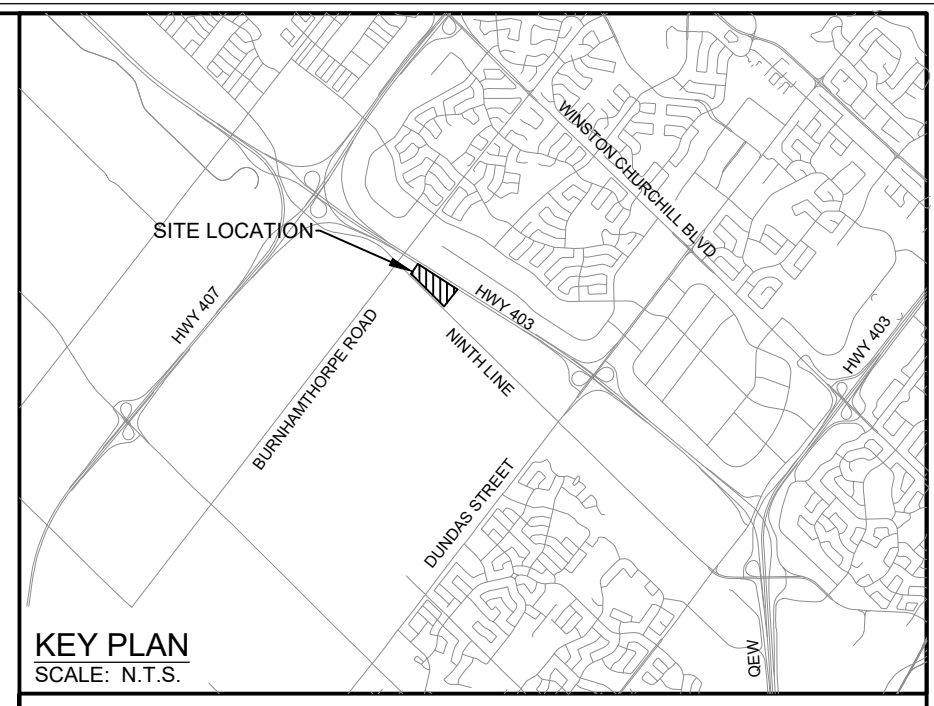 WINSTON CHURCHILL BLVD
SITE LOCATION
HWY 407
HWY 403
BURNHAMTHORPE ROAD
NINTH LINE
HWY 403
DUNDAS STREET
KEY PLAN
SCALE: N.T.S.
QEW